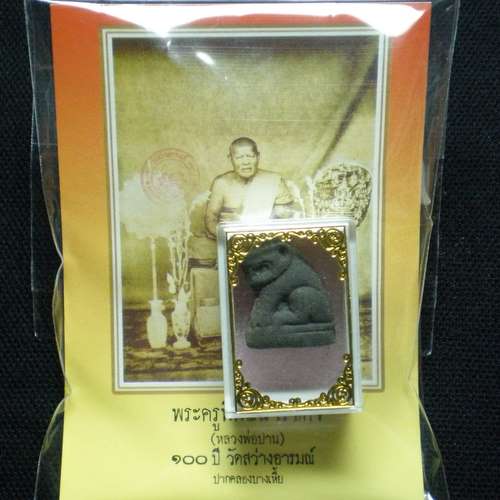 พระครู
(หลวงพ่อปาน)
๑๐๐ ปี วัดสว่างอารมณ์
ปากคลองบางเหี้ย